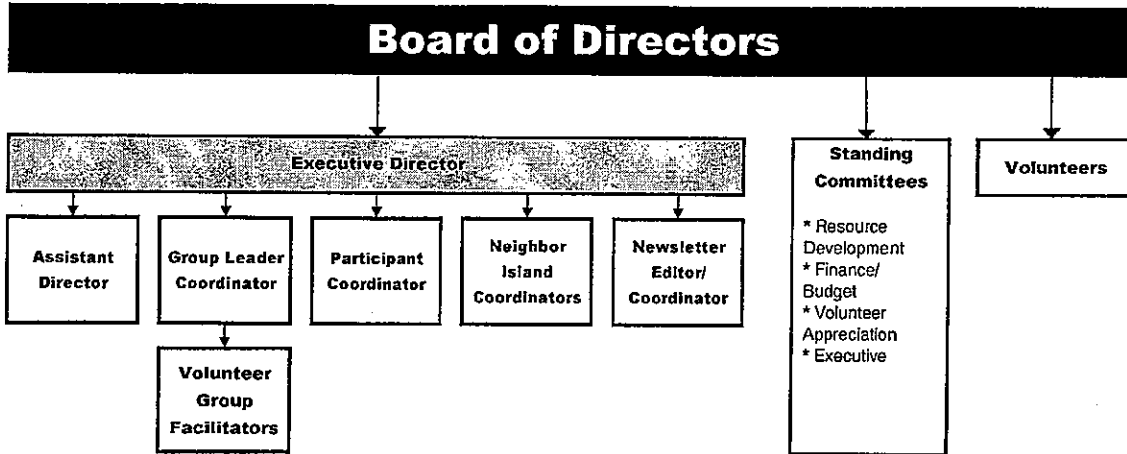 Board of Directors
Executive Director
Assistant
Director
Group Leader
Coordinator
Participant
Coordinator
Neighbor
Island
Coordinators
Newsletter
Editor/
Coordinator
Volunteer
Group
Facilitators
Standing
Committees
* Resource
Development
* Finance/
Budget
* Volunteer
Appreciation
* Executive
Volunteers